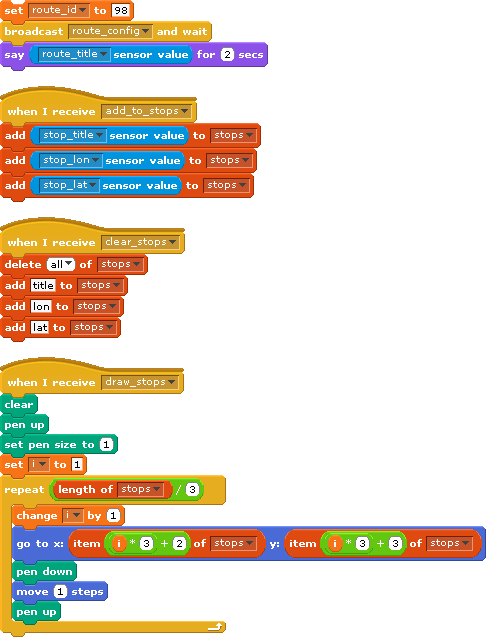 set route_id to 98
broadcast route_config and wait
say route_title sensor value for 2 secs
when I receive add_to_stops
add stop_title sensor value to stops
add stop_lon sensor value to stops
add stop_lat sensor value to stops
when I receive clear_stops
delete all of stops
add title to stops
add lon to stops
add lat to stops
when I receive draw_stops
clear
pen up
set pen size to 1
set i to 1
repeat length of stops / 3
change i by 1
go to x: item i * 3 + 2 of stops y: item i * 3 + 3 of stops
pen down
move 1 steps
pen up